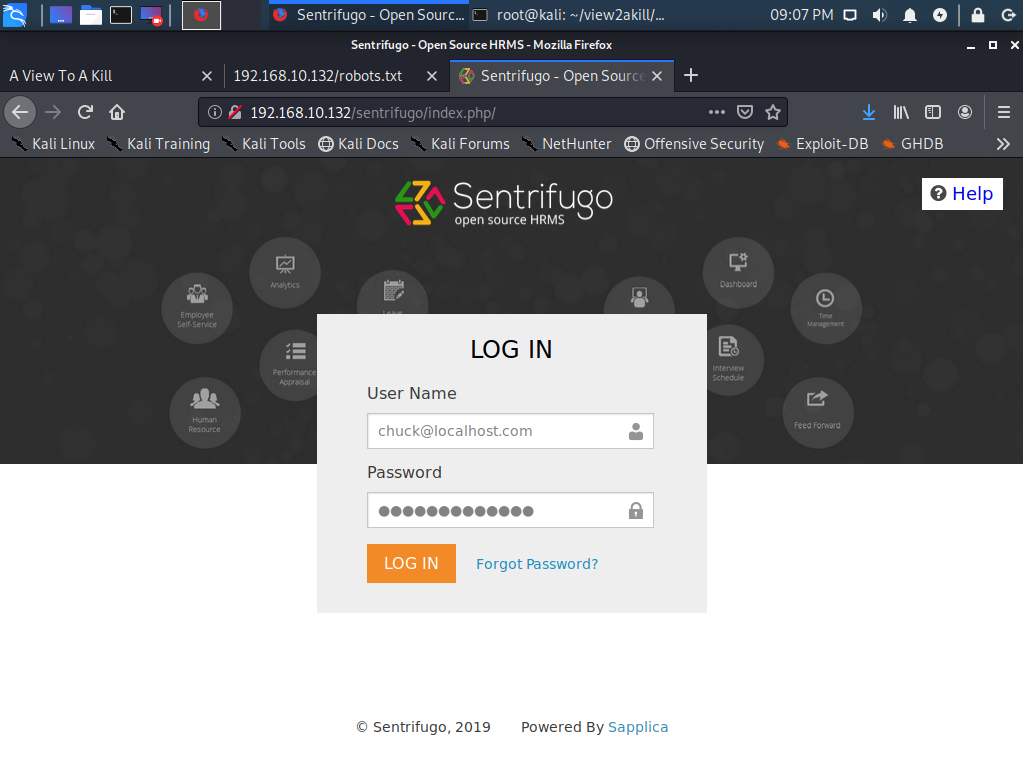 Sentrifugo - Open Sourc...
root@kali: ~/view2akill/...
09:07 PM
Sentrifugo - Open Source HRMS - Mozilla Firefox
A View To A Kill
192.168.10.132/robots.txt
Sentrifugo - Open Source
192.168.10.132/sentrifugo/index.php/
Kali Linux
Kali Training
Kali Tools
Kali Docs
Kali Forums
NetHunter
Offensive Security
Exploit-DB
GHDB
Sentrifugo
open source HRMS
Help
Analytics
Dashboard
Employee
Self-Service
Time
Management
Performance
Appraisal
Interview
Schedule
Human
Resource
Feed Forward
LOG IN
User Name
chuck@localhost.com
Password
●●●●●●●●●●●●●
LOG IN
Forgot Password?
© Sentrifugo, 2019
Powered By Sapplica